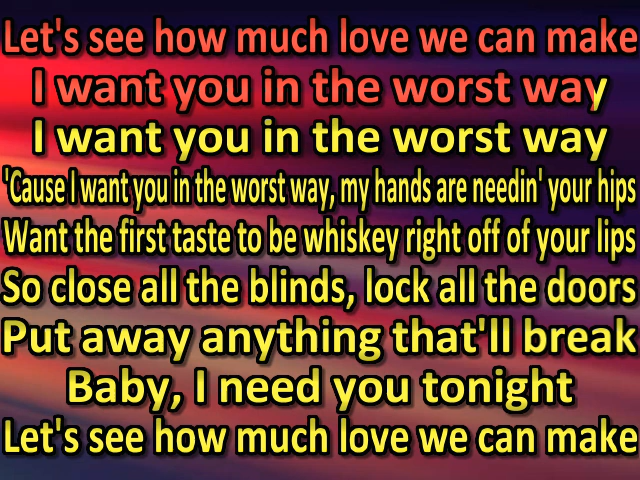 Let's see how much love we can make
I want you in the worst way
I want you in the worst way
'Cause I want you in the worst way, my hands are needin' your hips
Want the first taste to be whiskey right off of your lips
So close all the blinds, lock all the doors
Put away anything that'll break
Baby, I need you tonight
Let's see how much love we can make